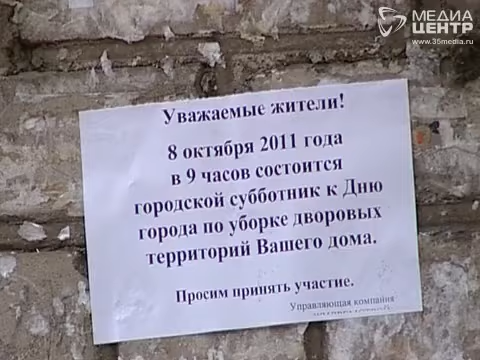 МЕДИА
ЦЕНТР
www.35media.ru
Уважаемые жители!
8 октября 2011 года
в 9 часов состоится
городской субботник к Дню
города по уборке дворовых
территорий Вашего дома.
Просим принять участие.
Управляющая компания